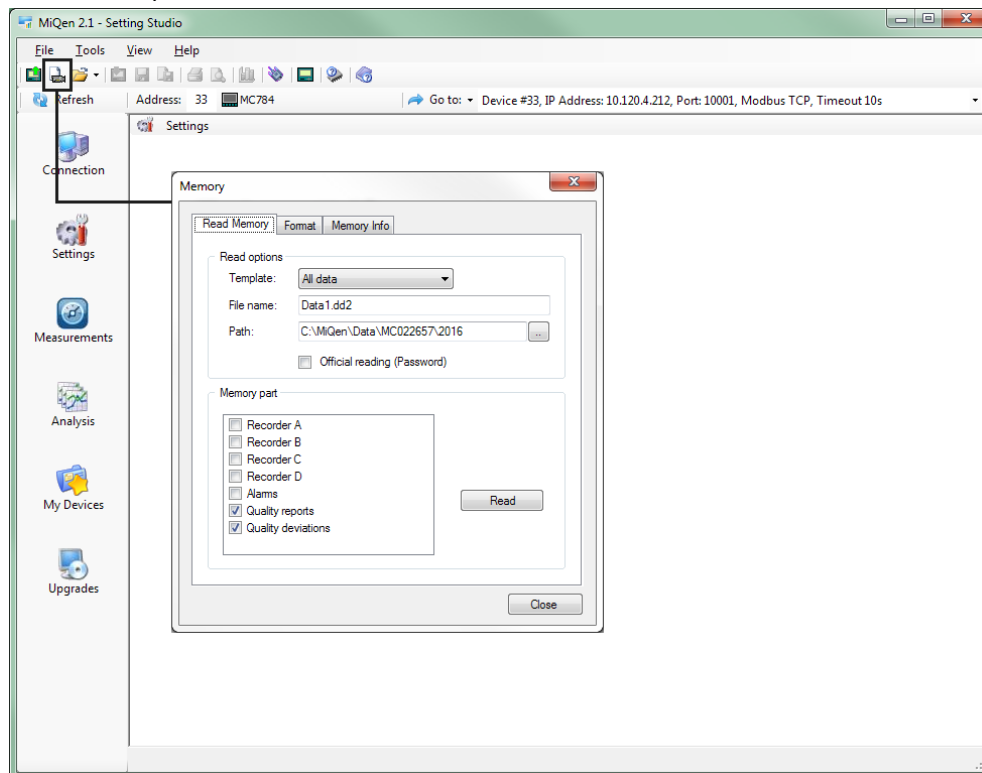 MiQen 2.1 - Setting Studio
File Tools View Help
Refresh Address: 33 MC784 Go to: Device #33, IP Address: 10.120.4.212, Port: 10001, Modbus TCP, Timeout 10s
Settings
Connection
Settings
Measurements
Analysis
My Devices
Upgrades
Memory
Read Memory Format Memory Info
Read options
Template: All data
File name: Data1.dd2
Path: C:\MiQen\Data\MC022657\2016 ..
Official reading (Password)
Memory part
Recorder A
Recorder B
Recorder C
Recorder D
Alarms
Quality reports
Quality deviations
Read
Close